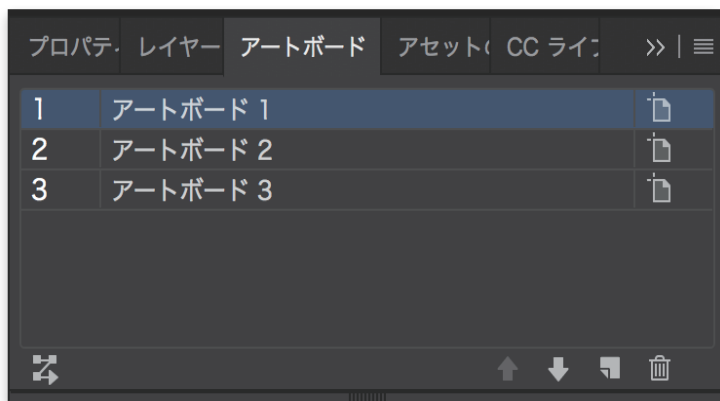 プロパティ レイヤー アートボード アセットの CC ライブ
1 アートボード 1
2 アートボード 2
3 アートボード 3